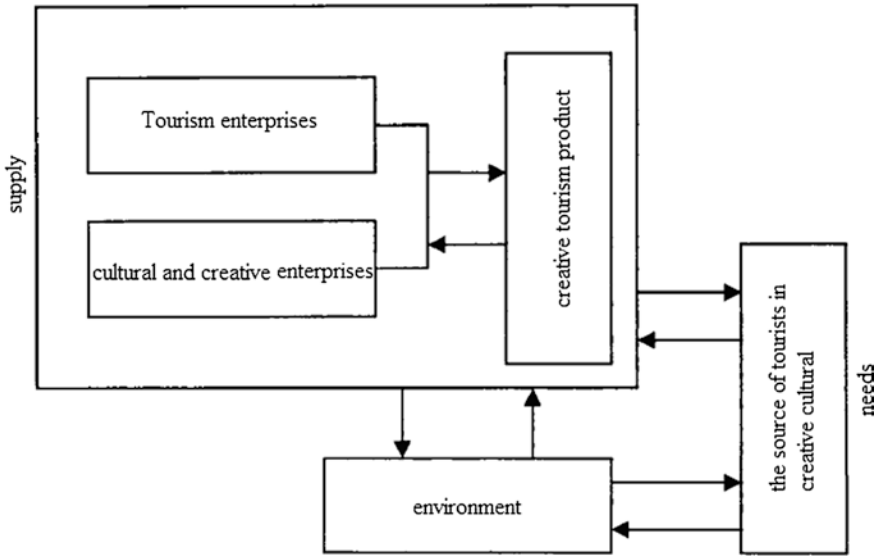 supply
Tourism enterprises
cultural and creative enterprises
creative tourism product
the source of tourists in
creative cultural
needs
environment